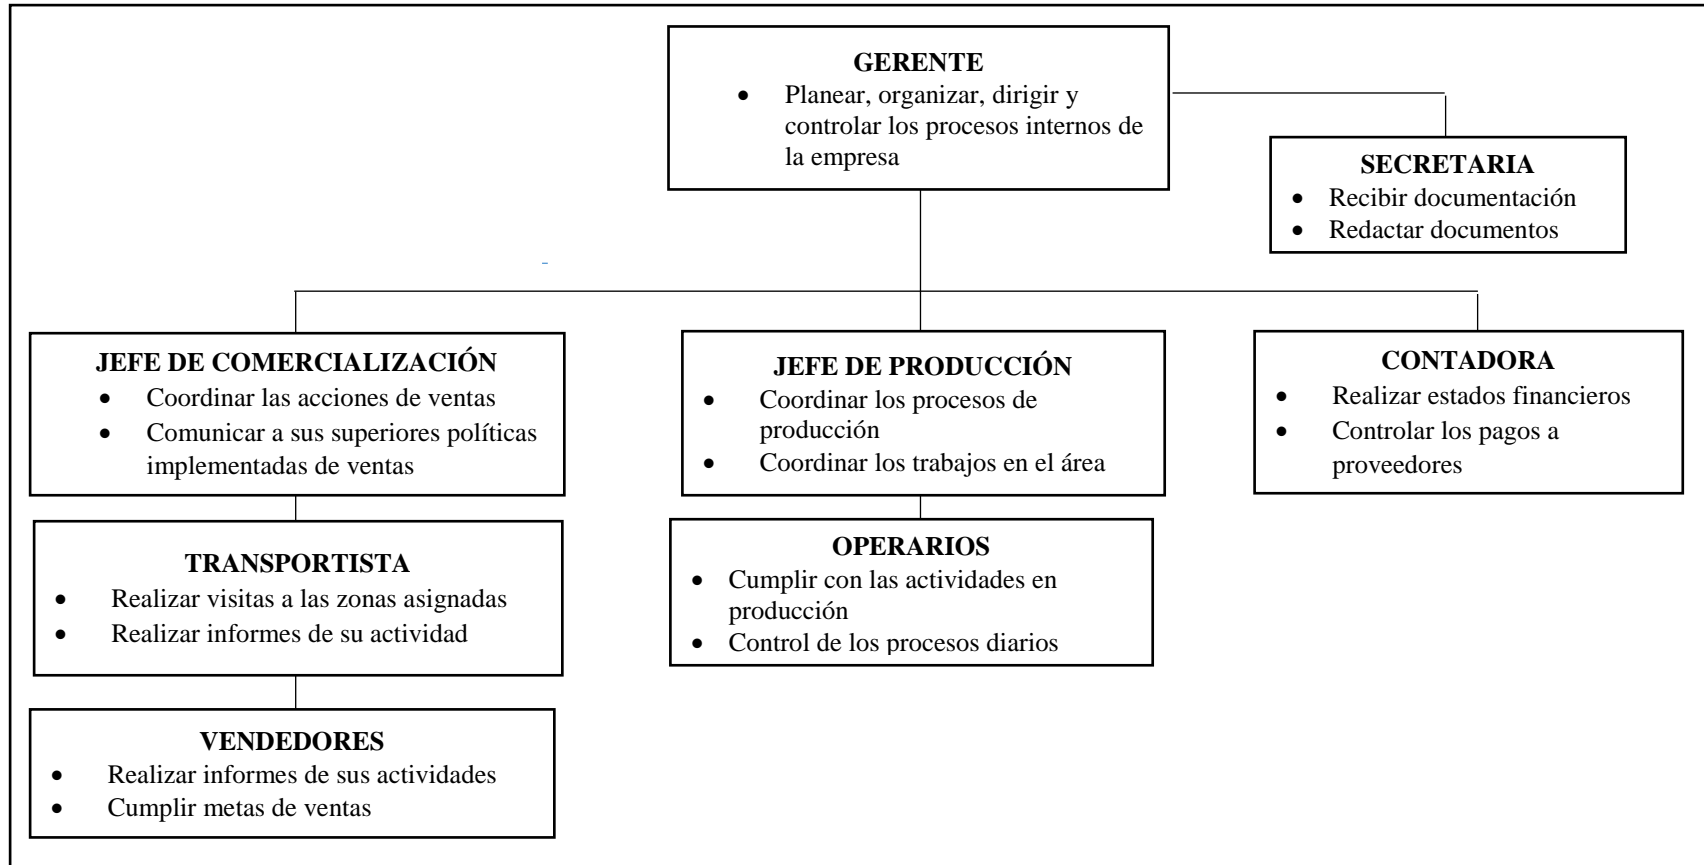 GERENTE
• Planear, organizar, dirigir y
controlar los procesos internos de
la empresa
SECRETARIA
• Recibir documentación
• Redactar documentos
JEFE DE COMERCIALIZACIÓN
• Coordinar las acciones de ventas
• Comunicar a sus superiores políticas
implementadas de ventas
JEFE DE PRODUCCIÓN
• Coordinar los procesos de
producción
• Coordinar los trabajos en el área
CONTADORA
• Realizar estados financieros
• Controlar los pagos a
proveedores
TRANSPORTISTA
• Realizar visitas a las zonas asignadas
• Realizar informes de su actividad
OPERARIOS
• Cumplir con las actividades en
producción
• Control de los procesos diarios
VENDEDORES
• Realizar informes de sus actividades
• Cumplir metas de ventas